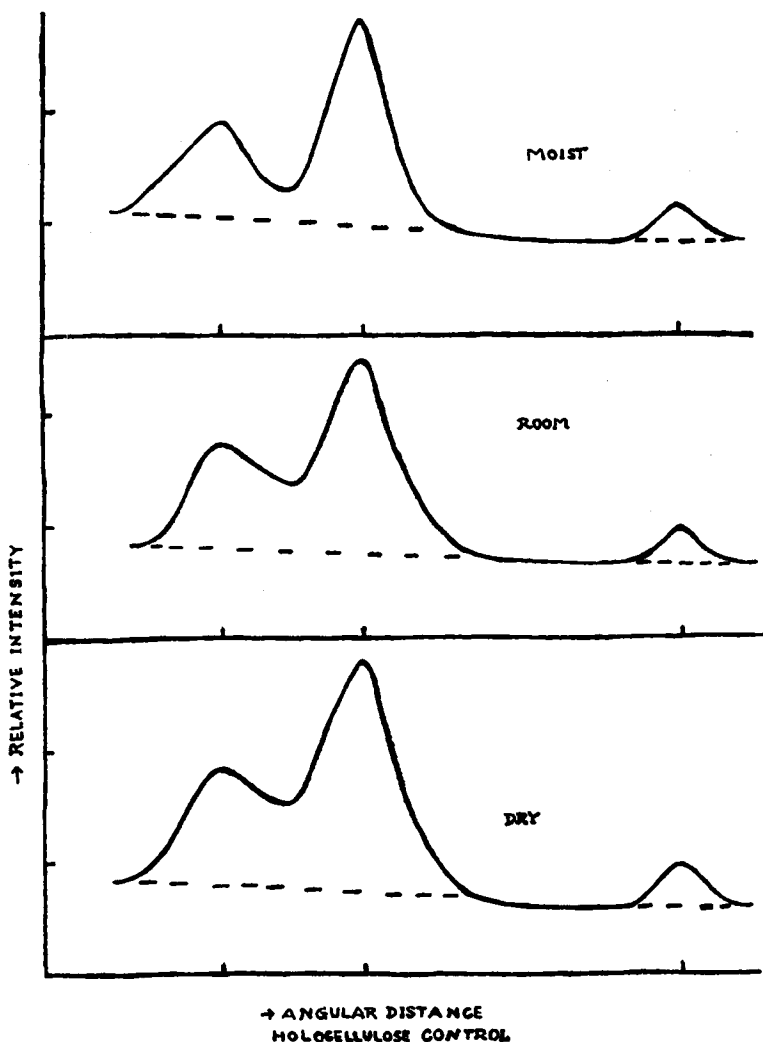 MOIST
ROOM
DRY
→ RELATIVE INTENSITY
→ ANGULAR DISTANCE
HOLOCELLULOSE CONTROL